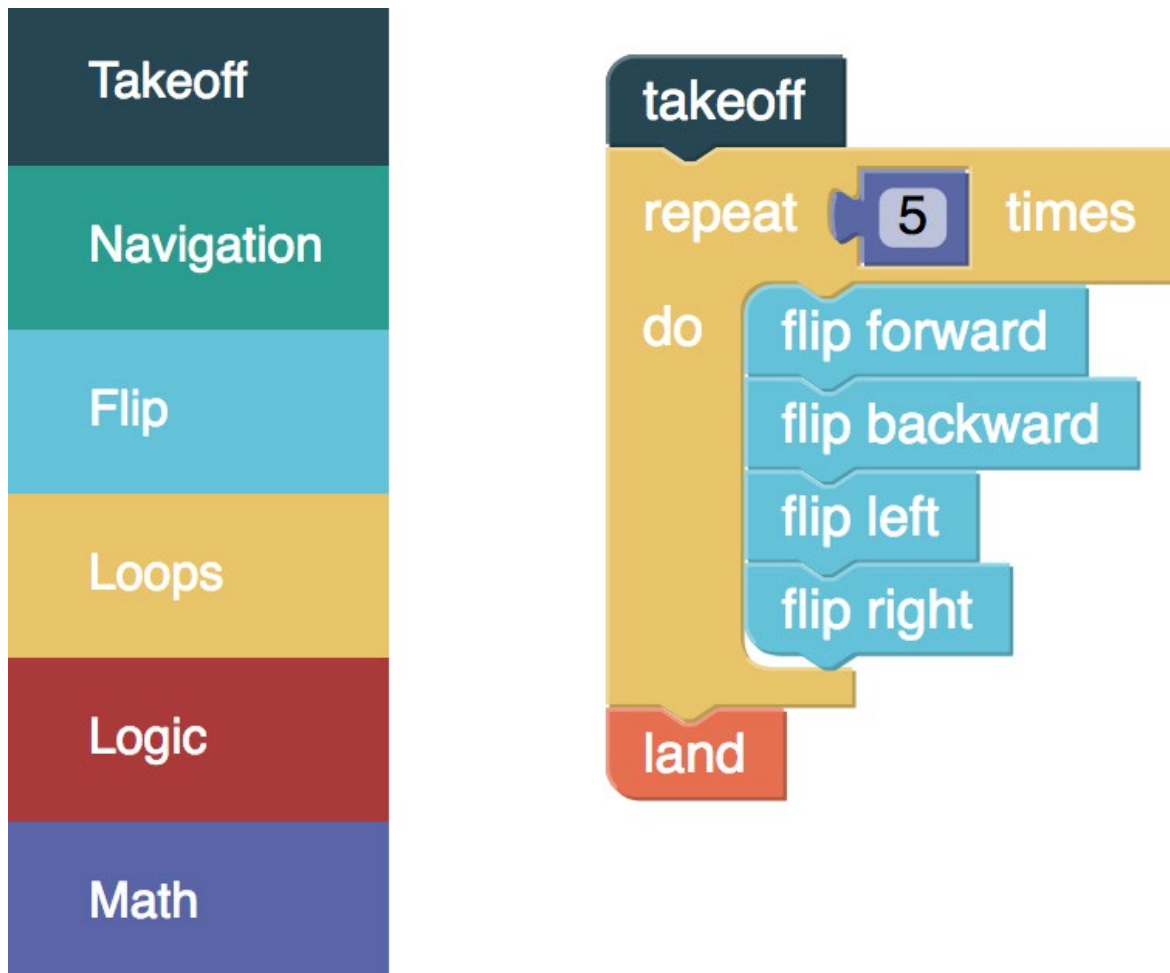 Takeoff
Navigation
Flip
Loops
Logic
Math
takeoff
repeat 5 times
do
flip forward
flip backward
flip left
flip right
land